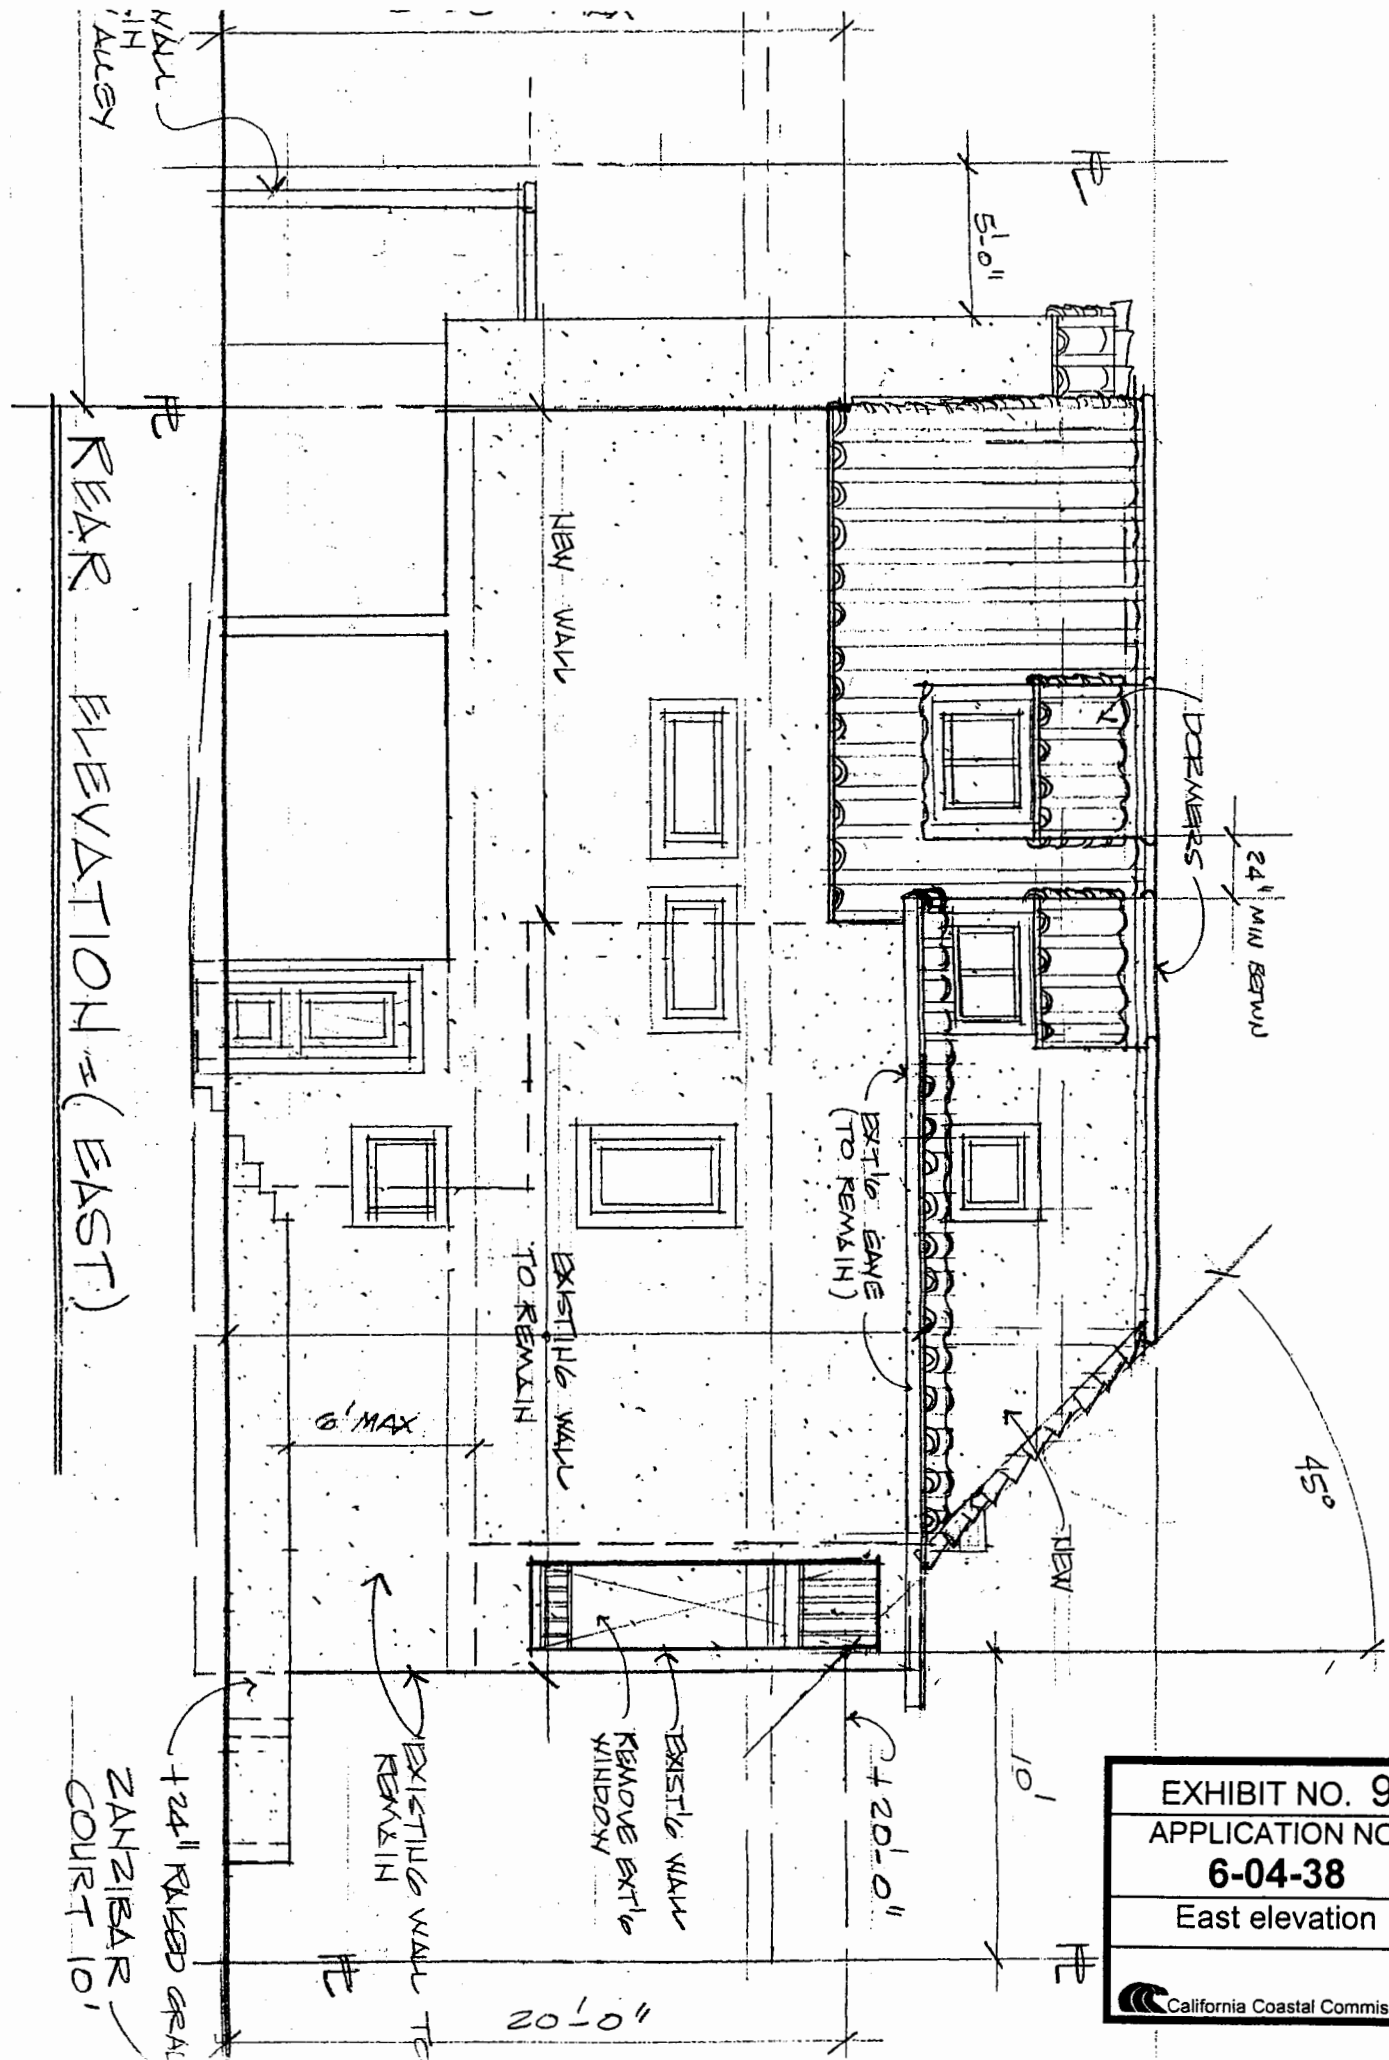 WALL
IN
ALLEY
5'-0"
PL
PL
REAR ELEVATION = (EAST)
NEW WALL
DORMERS
24" MIN BETWN
EXT'G EAVE
(TO REMAIN)
EXISTING WALL
TO REMAIN
6' MAX
45°
NEW
EXIST'G WALL
REMOVE EXT'G
WINDOW
EXISTING WALL TO
REMAIN
+20'-0"
10'
+24" RAISED
ZANZIBAR
COURT 10'
PL
PL
20'-0"
EXHIBIT NO. 9
APPLICATION NO
6-04-38
East elevation
California Coastal Commis